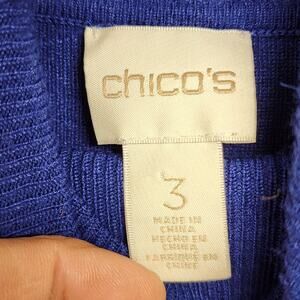 chico's
3
MADE IN
CHINA
HECHO EN
CHINA
FABRIQUÉ EN
CHINE